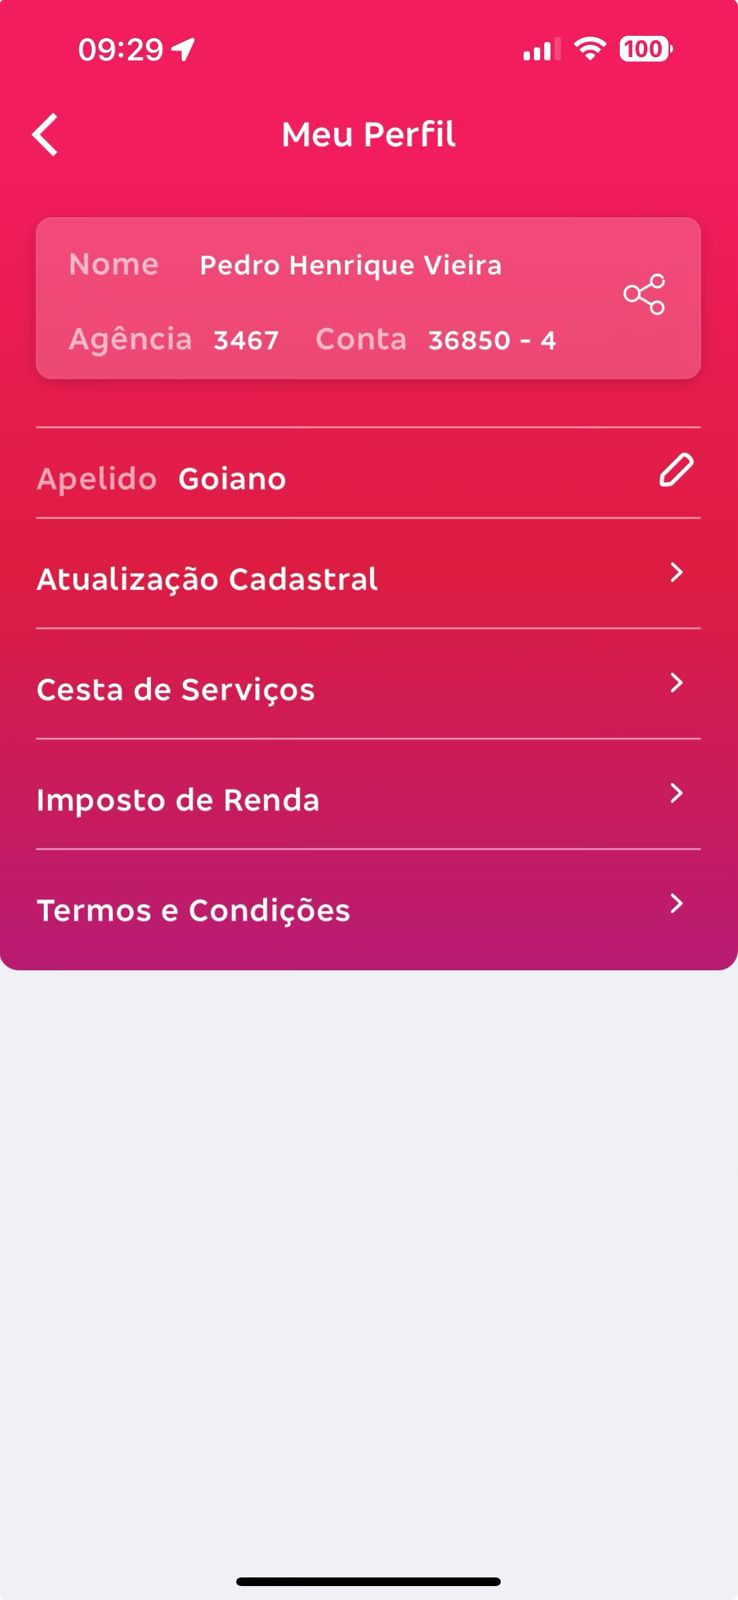 09:29
100
Meu Perfil
Nome Pedro Henrique Vieira
Agência 3467 Conta 36850 - 4
Apelido Goiano
Atualização Cadastral
Cesta de Serviços
Imposto de Renda
Termos e Condições